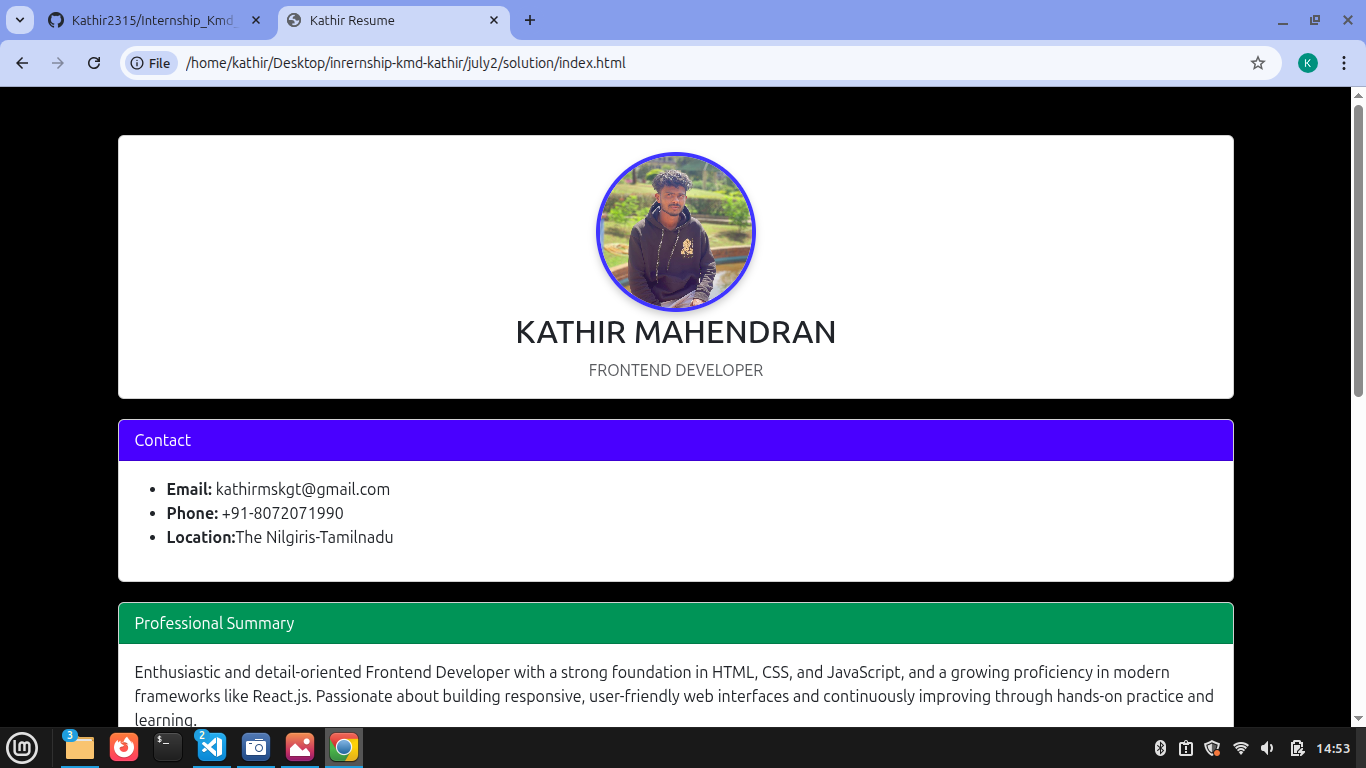 Kathir2315/Internship_Kmd_
Kathir Resume
File
/home/kathir/Desktop/inrernship-kmd-kathir/july2/solution/index.html
K
KATHIR MAHENDRAN
FRONTEND DEVELOPER
Contact
Email: kathirmskgt@gmail.com
Phone: +91-8072071990
Location:The Nilgiris-Tamilnadu
Professional Summary
Enthusiastic and detail-oriented Frontend Developer with a strong foundation in HTML, CSS, and JavaScript, and a growing proficiency in modern
frameworks like React.js. Passionate about building responsive, user-friendly web interfaces and continuously improving through hands-on practice and
learning.
3
$_
2
14:53